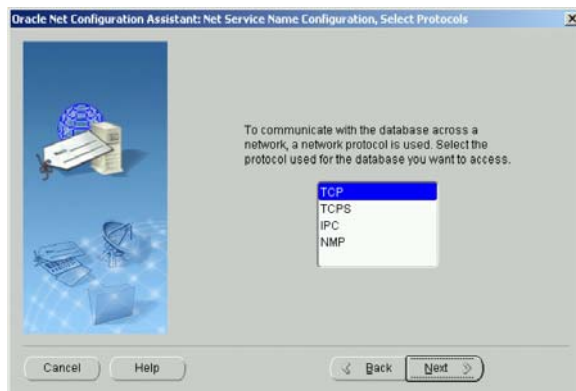 Oracle Net Configuration Assistant: Net Service Name Configuration, Select Protocols
To communicate with the database across a
network, a network protocol is used. Select the
protocol used for the database you want to access.
TCP
TCPS
IPC
NMP
Cancel
Help
Back
Next